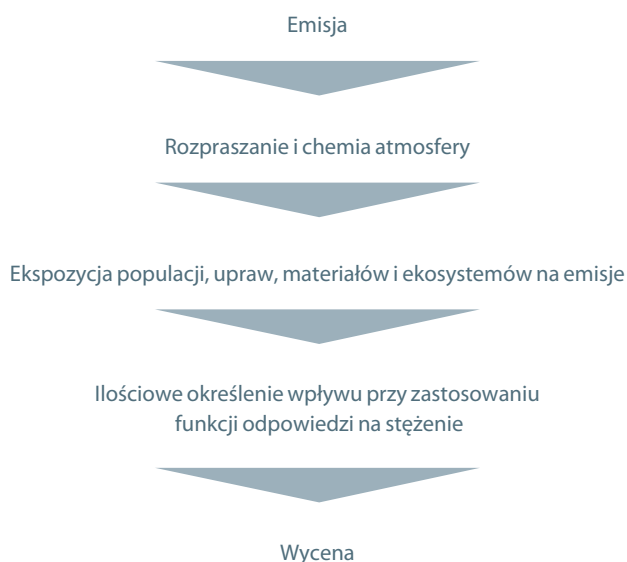 Emisja
Rozpraszanie i chemia atmosfery
Ekspozycja populacji, upraw, materiałów i ekosystemów na emisje
Ilościowe określenie wpływu przy zastosowaniu
funkcji odpowiedzi na stężenie
Wycena